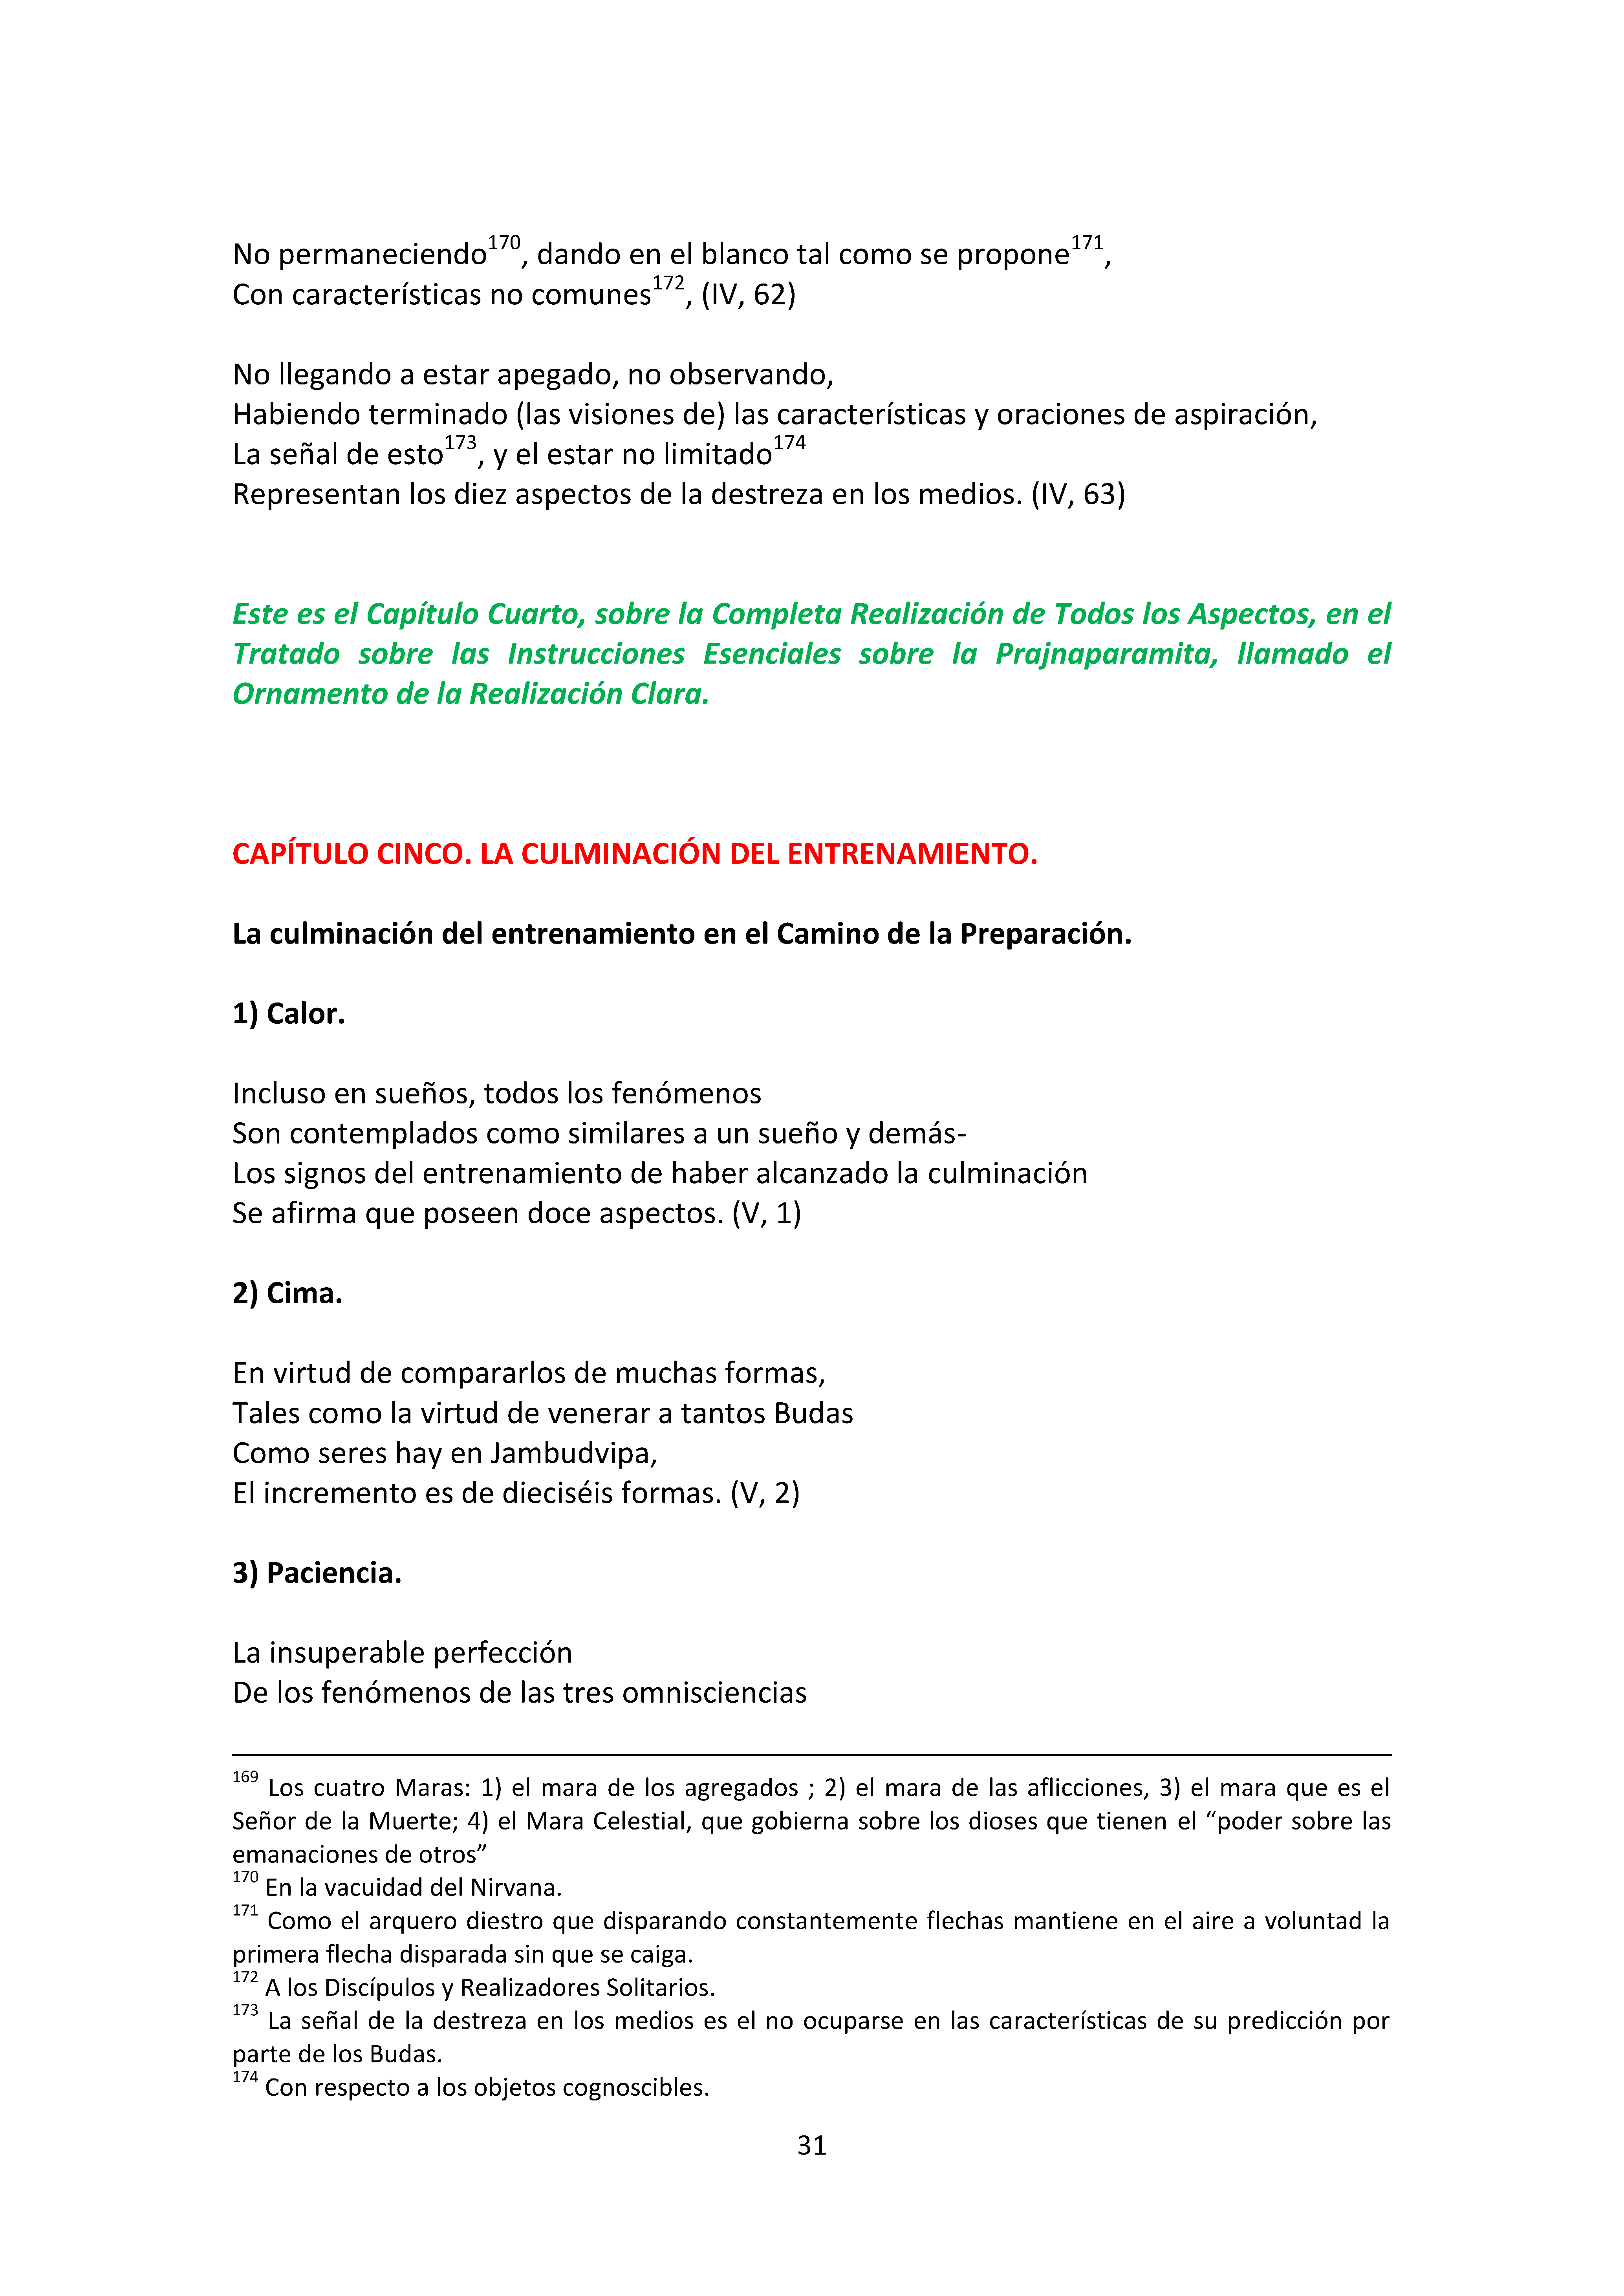 No permaneciendo170, dando en el blanco tal como se propone171,
Con características no comunes172, (IV, 62)
No llegando a estar apegado, no observando,
Habiendo terminado (las visiones de) las características y oraciones de aspiración,
La señal de esto173, y el estar no limitado174
Representan los diez aspectos de la destreza en los medios. (IV, 63)
Este es el Capítulo Cuarto, sobre la Completa Realización de Todos los Aspectos, en el
Tratado sobre las Instrucciones Esenciales sobre la Prajnaparamita, llamado el
Ornamento de la Realización Clara.
CAPÍTULO CINCO. LA CULMINACIÓN DEL ENTRENAMIENTO.
La culminación del entrenamiento en el Camino de la Preparación.
1) Calor.
Incluso en sueños, todos los fenómenos
Son contemplados como similares a un sueño y demás-
Los signos del entrenamiento de haber alcanzado la culminación
Se afirma que poseen doce aspectos. (V, 1)
2) Cima.
En virtud de compararlos de muchas formas,
Tales como la virtud de venerar a tantos Budas
Como seres hay en Jambudvipa,
El incremento es de dieciséis formas. (V, 2)
3) Paciencia.
La insuperable perfección
De los fenómenos de las tres omnisciencias
169 Los cuatro Maras: 1) el mara de los agregados ; 2) el mara de las aflicciones, 3) el mara que es el
Señor de la Muerte; 4) el Mara Celestial, que gobierna sobre los dioses que tienen el “poder sobre las
emanaciones de otros”
170 En la vacuidad del Nirvana.
171 Como el arquero diestro que disparando constantemente flechas mantiene en el aire a voluntad la
primera flecha disparada sin que se caiga.
172 A los Discípulos y Realizadores Solitarios.
173 La señal de la destreza en los medios es el no ocuparse en las características de su predicción por
parte de los Budas.
174 Con respecto a los objetos cognoscibles.
31